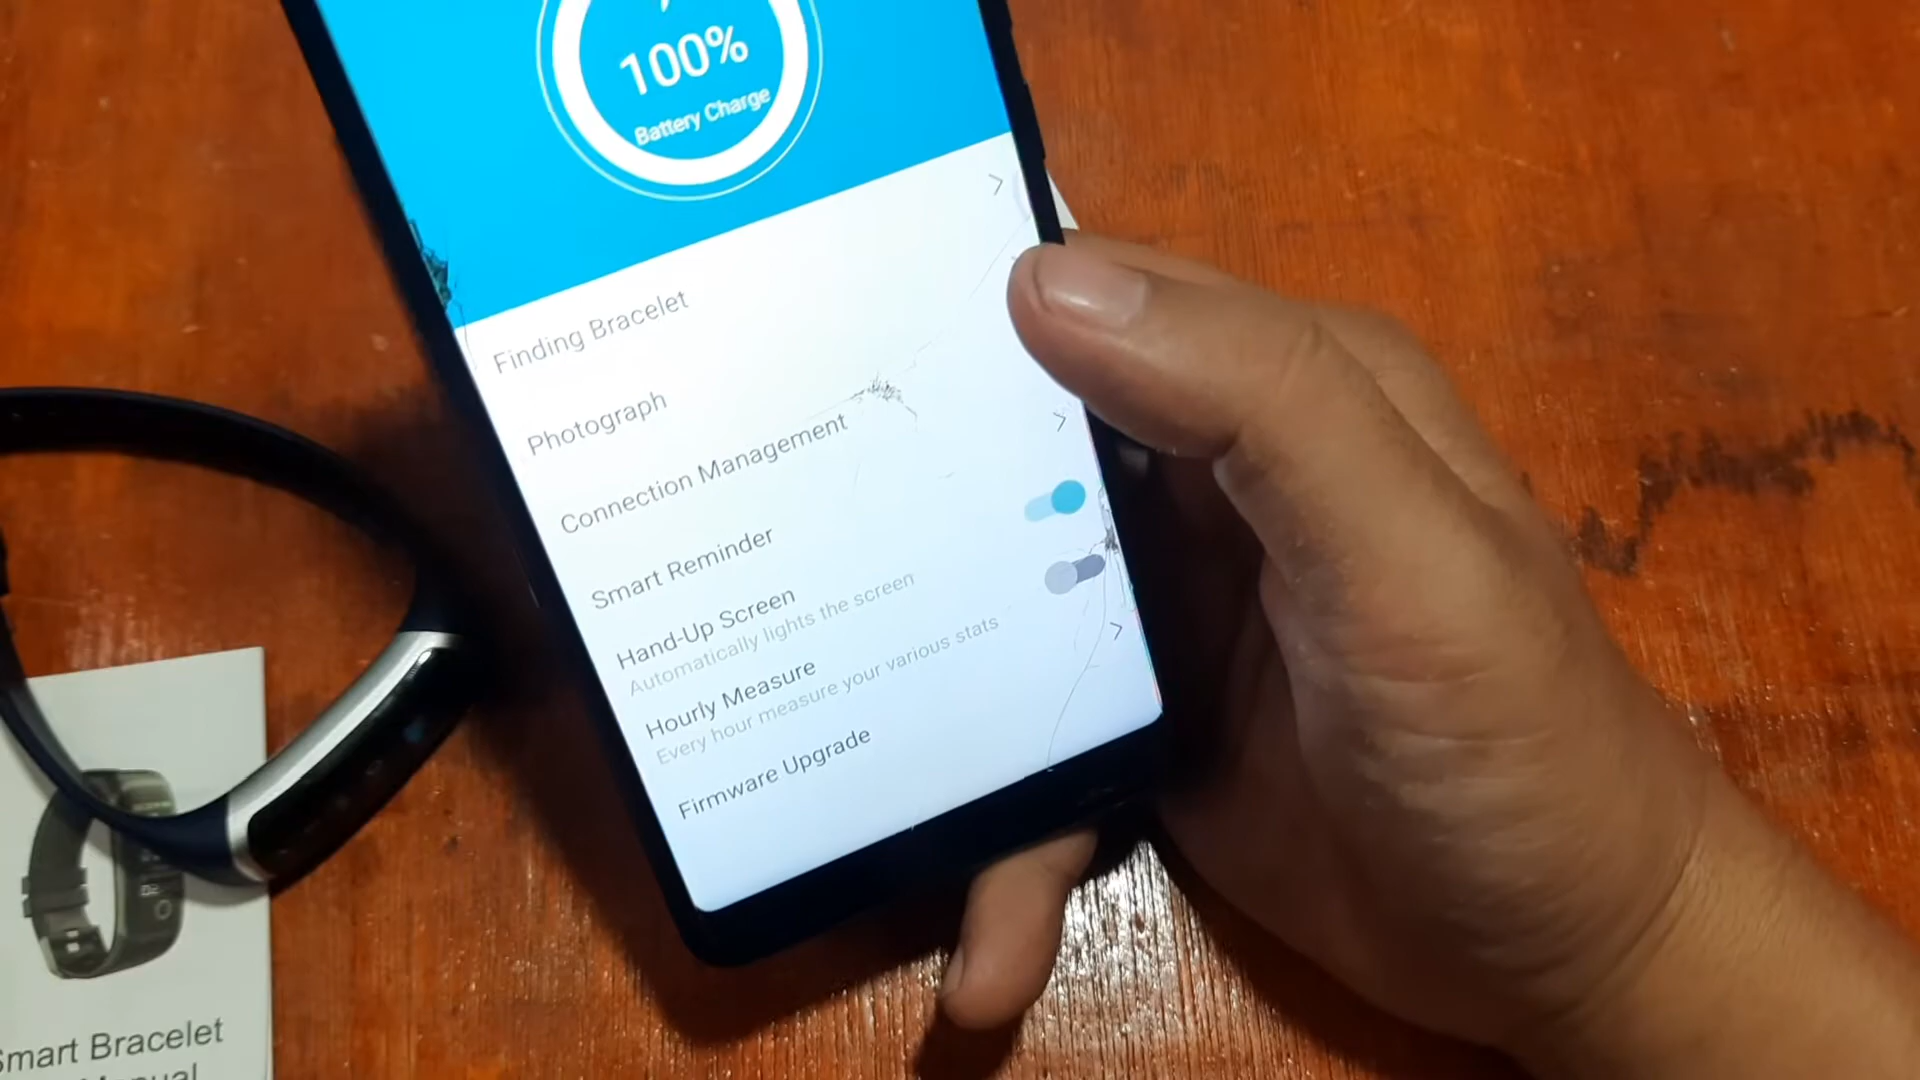 100%
Battery Charge
Finding Bracelet
Photograph
Connection Management
Smart Reminder
Hand-Up Screen
Automatically lights the screen
Hourly Measure
Every hour measure your various stats
Firmware Upgrade
Smart Bracelet
Manual